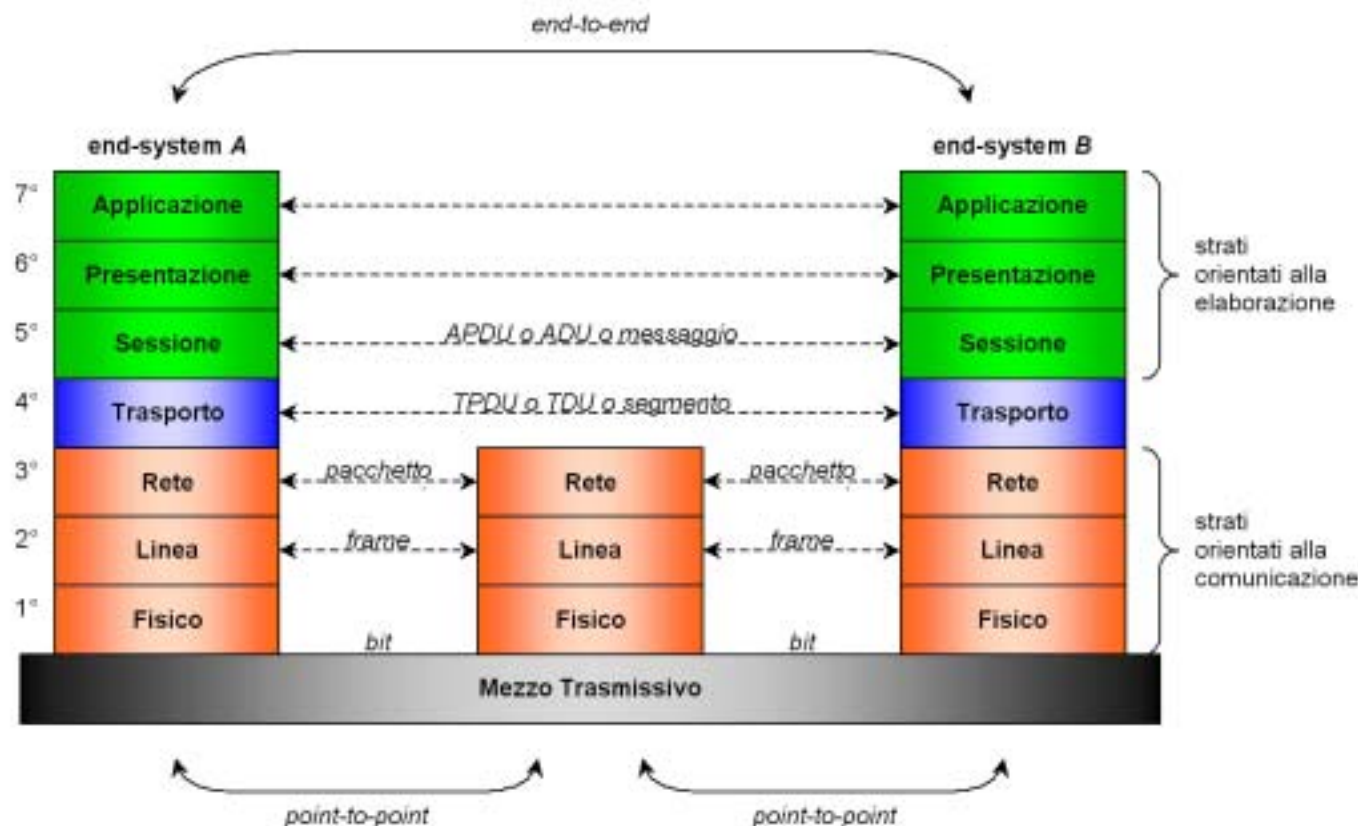 end-to-end
end-system A
end-system B
7°
Applicazione
Applicazione
6°
Presentazione
Presentazione
strati
orientati alla
elaborazione
5°
Sessione
APDU o ADU o messaggio
Sessione
4°
Trasporto
TPDU o TDU o segmento
Trasporto
3°
Rete
pacchetto
Rete
pacchetto
Rete
2°
Linea
frame
Linea
frame
Linea
strati
orientati alla
comunicazione
1°
Fisico
bit
Fisico
bit
Fisico
Mezzo Trasmissivo
point-to-point
point-to-point